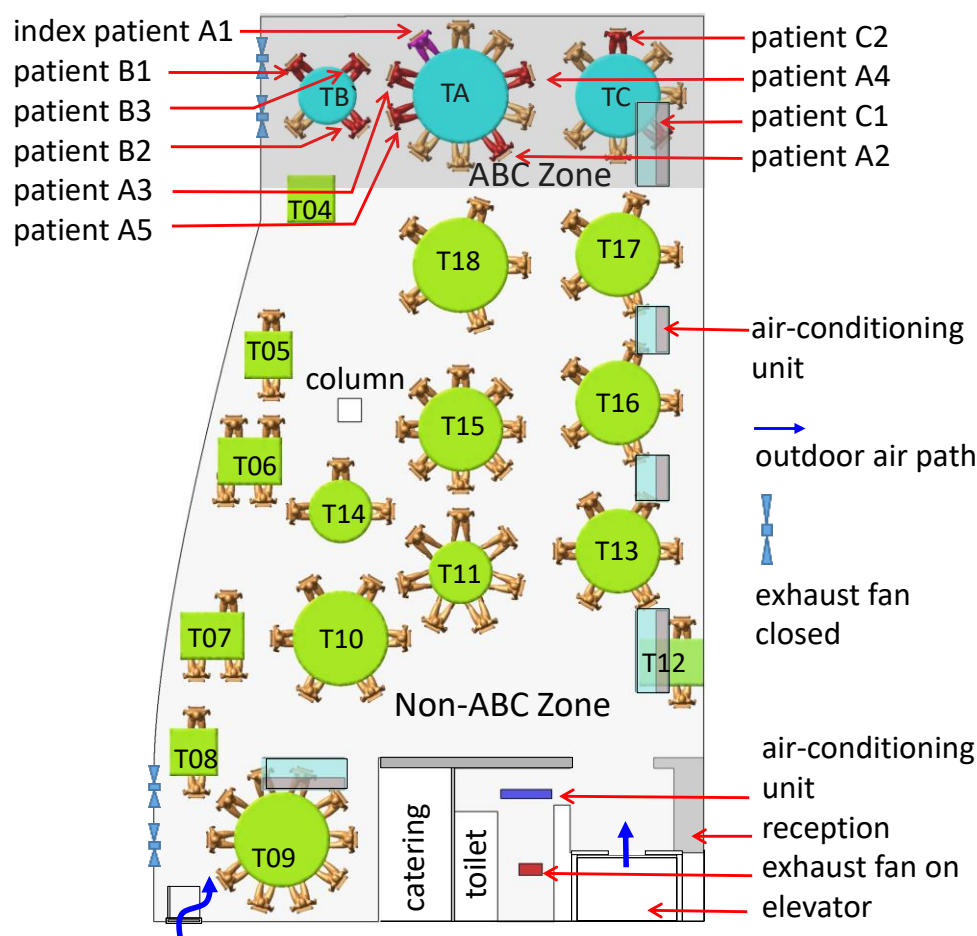 index patient A1
patient B1
patient B3
patient B2
patient A3
patient A5
TB
TA
TC
patient C2
patient A4
patient C1
patient A2
ABC Zone
T04
T18
T17
T05
air-conditioning
unit
column
T16
T15
T06
outdoor air path
T14
T13
T11
exhaust fan
closed
T07
T10
T12
Non-ABC Zone
T08
air-conditioning
unit
reception
exhaust fan on
elevator
T09
catering
toilet